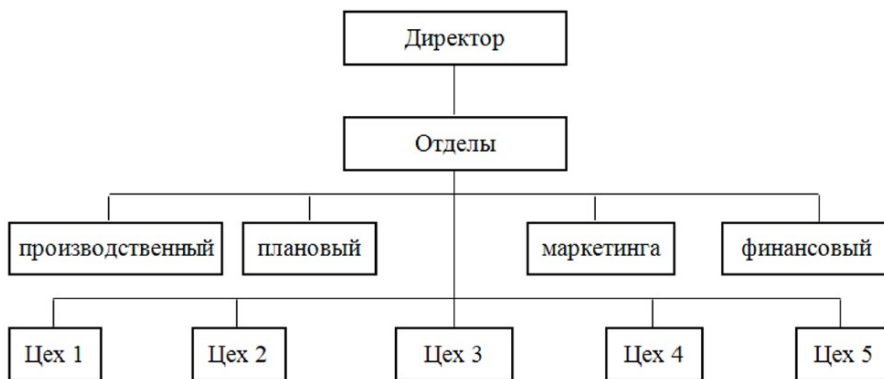 Директор
Отделы
производственный
плановый
маркетинга
финансовый
Цех 1
Цех 2
Цех 3
Цех 4
Цех 5